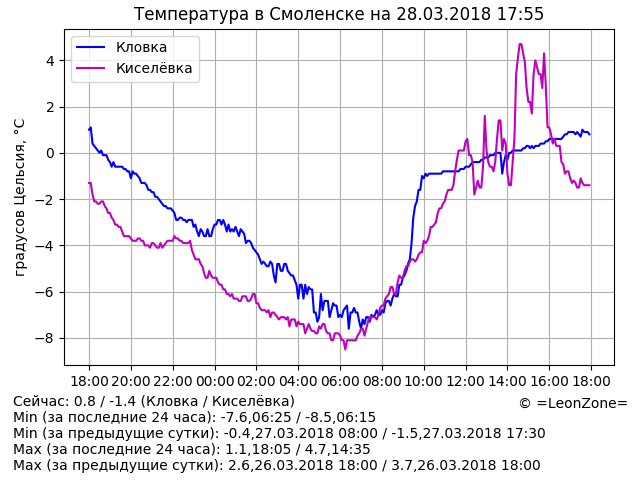 Температура в Смоленске на 28.03.2018 17:55
Кловка
Киселёвка
градусов Цельсия, °C
4
2
0
−2
−4
−6
−8
18:00 20:00 22:00 00:00 02:00 04:00 06:00 08:00 10:00 12:00 14:00 16:00 18:00
Сейчас: 0.8 / -1.4 (Кловка / Киселёвка)
© =LeonZone=
Min (за последние 24 часа): -7.6,06:25 / -8.5,06:15
Min (за предыдущие сутки): -0.4,27.03.2018 08:00 / -1.5,27.03.2018 17:30
Max (за последние 24 часа): 1.1,18:05 / 4.7,14:35
Max (за предыдущие сутки): 2.6,26.03.2018 18:00 / 3.7,26.03.2018 18:00